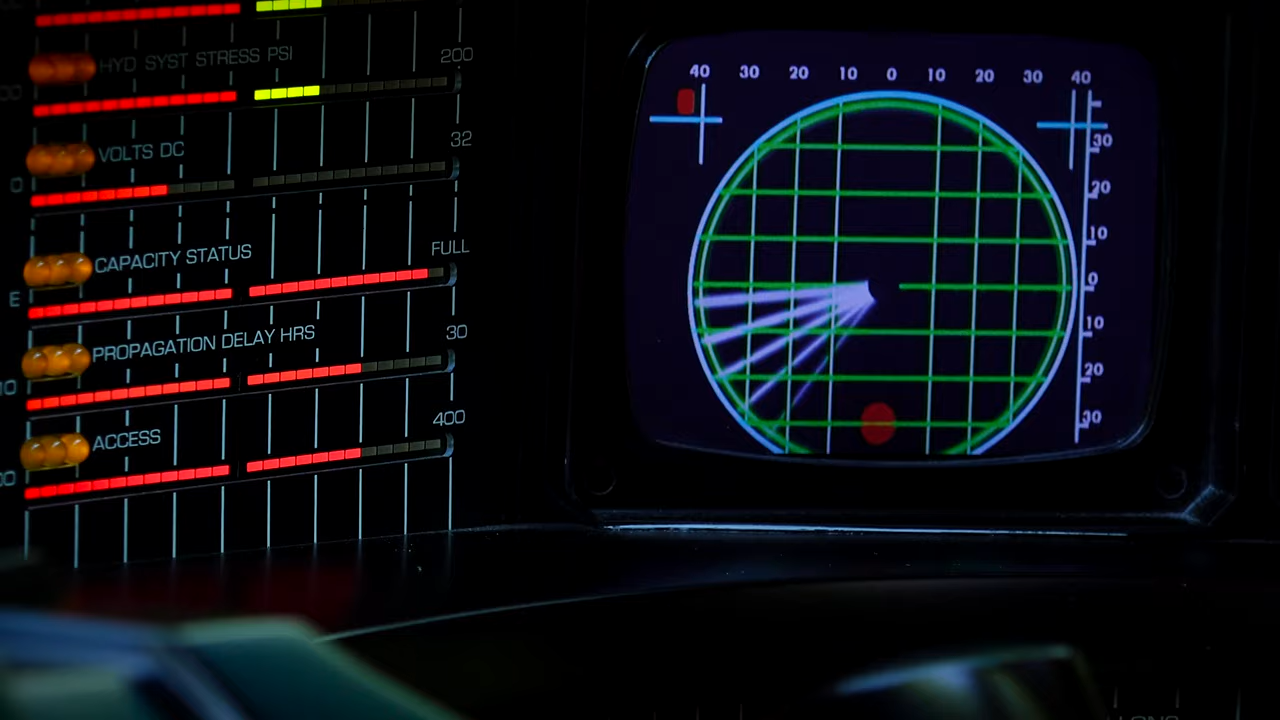 HYD SYST STRESS PSI
200
VOLTS DC
32
0
CAPACITY STATUS
FULL
E
PROPAGATION DELAY HRS
30
10
ACCESS
400
40 30 20 10 0 10 20 30 40
30
20
10
0
10
20
30